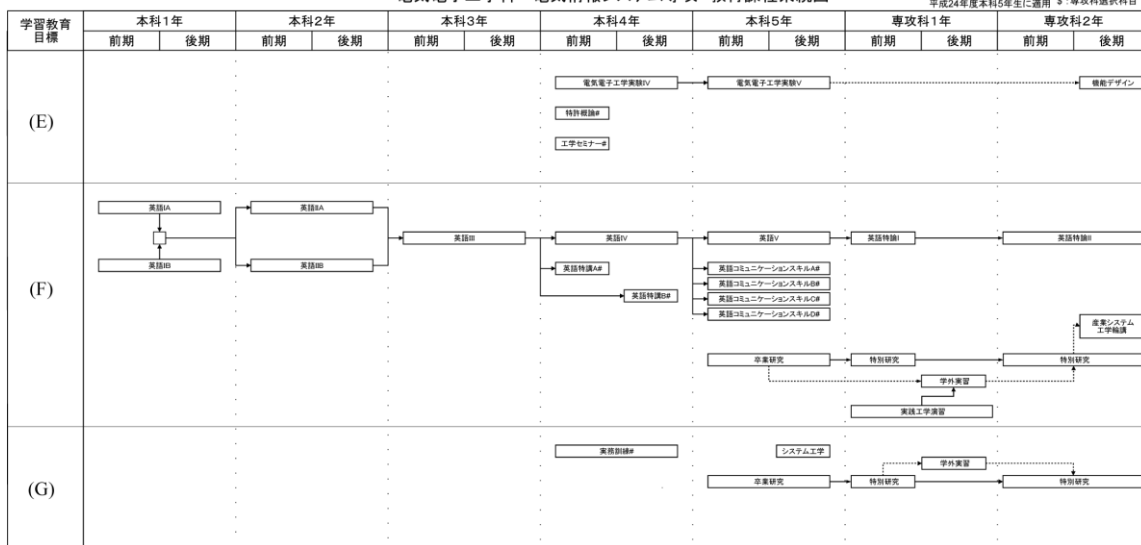 平成24年度本科5年生に適用 $:専攻科選択科目
学習教育目標
本科1年 本科2年 本科3年 本科4年 本科5年 専攻科1年 専攻科2年
前期 後期 前期 後期 前期 後期 前期 後期 前期 後期 前期 後期 前期 後期
(E)
電気電子工学実験IV 電気電子工学実験V 機能デザイン
特許概論#
工学セミナー#
(F)
英語IA 英語IIA
英語III 英語IV 英語V 英語特論I 英語特論II
英語IB 英語IIB
英語特講A# 英語コミュニケーションスキルA#
英語コミュニケーションスキルB#
英語特講B# 英語コミュニケーションスキルC#
英語コミュニケーションスキルD#
産業システム
工学輪講
卒業研究 特別研究 特別研究
学外実習
実践工学演習
(G)
実務訓練# システム工学
学外実習
卒業研究 特別研究 特別研究